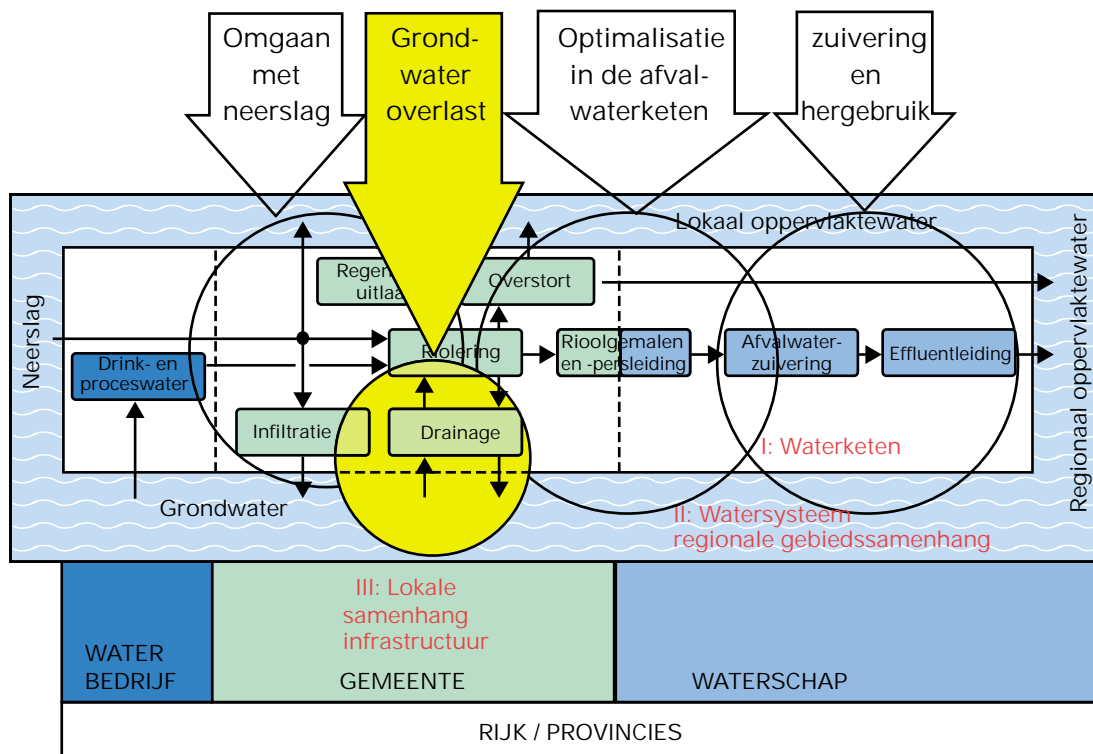 Omgaan
met
neerslag
Grond-
water
overlast
Optimalisatie
in de afval-
waterketen
zuivering
en
hergebruik
Lokaal oppervlaktewater
Regen
uitlaa
Overstort
Neerslag
Regionaal oppervlaktewater
Riolering
Rioolgemalen
en -persleiding
Afvalwater-
zuivering
Effluentleiding
Drink- en
proceswater
Infiltratie
Drainage
I: Waterketen
Grondwater
II: Watersysteem
regionale gebiedssamenhang
III: Lokale
samenhang
infrastructuur
WATER
BEDRIJF
GEMEENTE
WATERSCHAP
RIJK / PROVINCIES